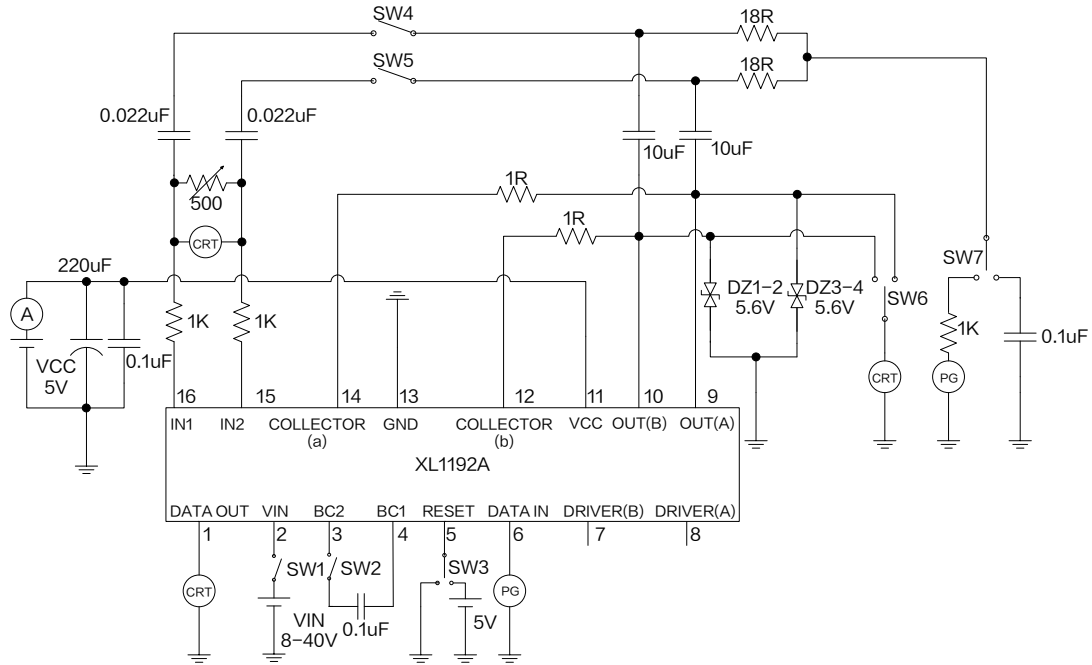 SW4
18R
SW5
18R
0.022uF
0.022uF
10uF
10uF
1R
500
1R
CRT
220uF
SW7
A
DZ1-2
5.6V
DZ3-4
5.6V
SW6
1K
1K
VCC
5V
0.1uF
1K
0.1uF
CRT
PG
16
15
14
13
12
11
10
9
IN1
IN2
COLLECTOR
(a)
GND
COLLECTOR
(b)
VCC
OUT(B)
OUT(A)
XL1192A
DATA OUT
VIN
BC2
BC1
RESET
DATA IN
DRIVER(B)
DRIVER(A)
1
2
3
4
5
6
7
8
SW1
SW2
SW3
CRT
PG
VIN
8-40V
0.1uF
5V